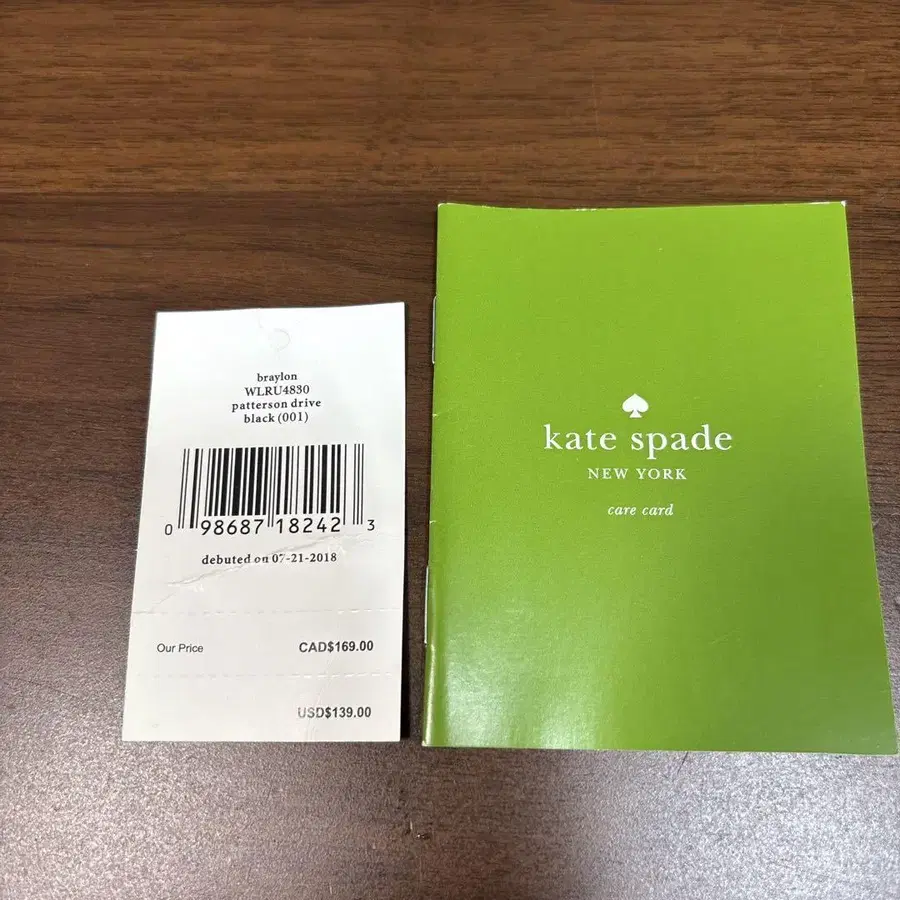 braylon
WLRU4830
patterson drive
black (001)
0 98687 18242 3
debuted on 07-21-2018
Our Price CAD$169.00
USD$139.00
kate spade
NEW YORK
care card